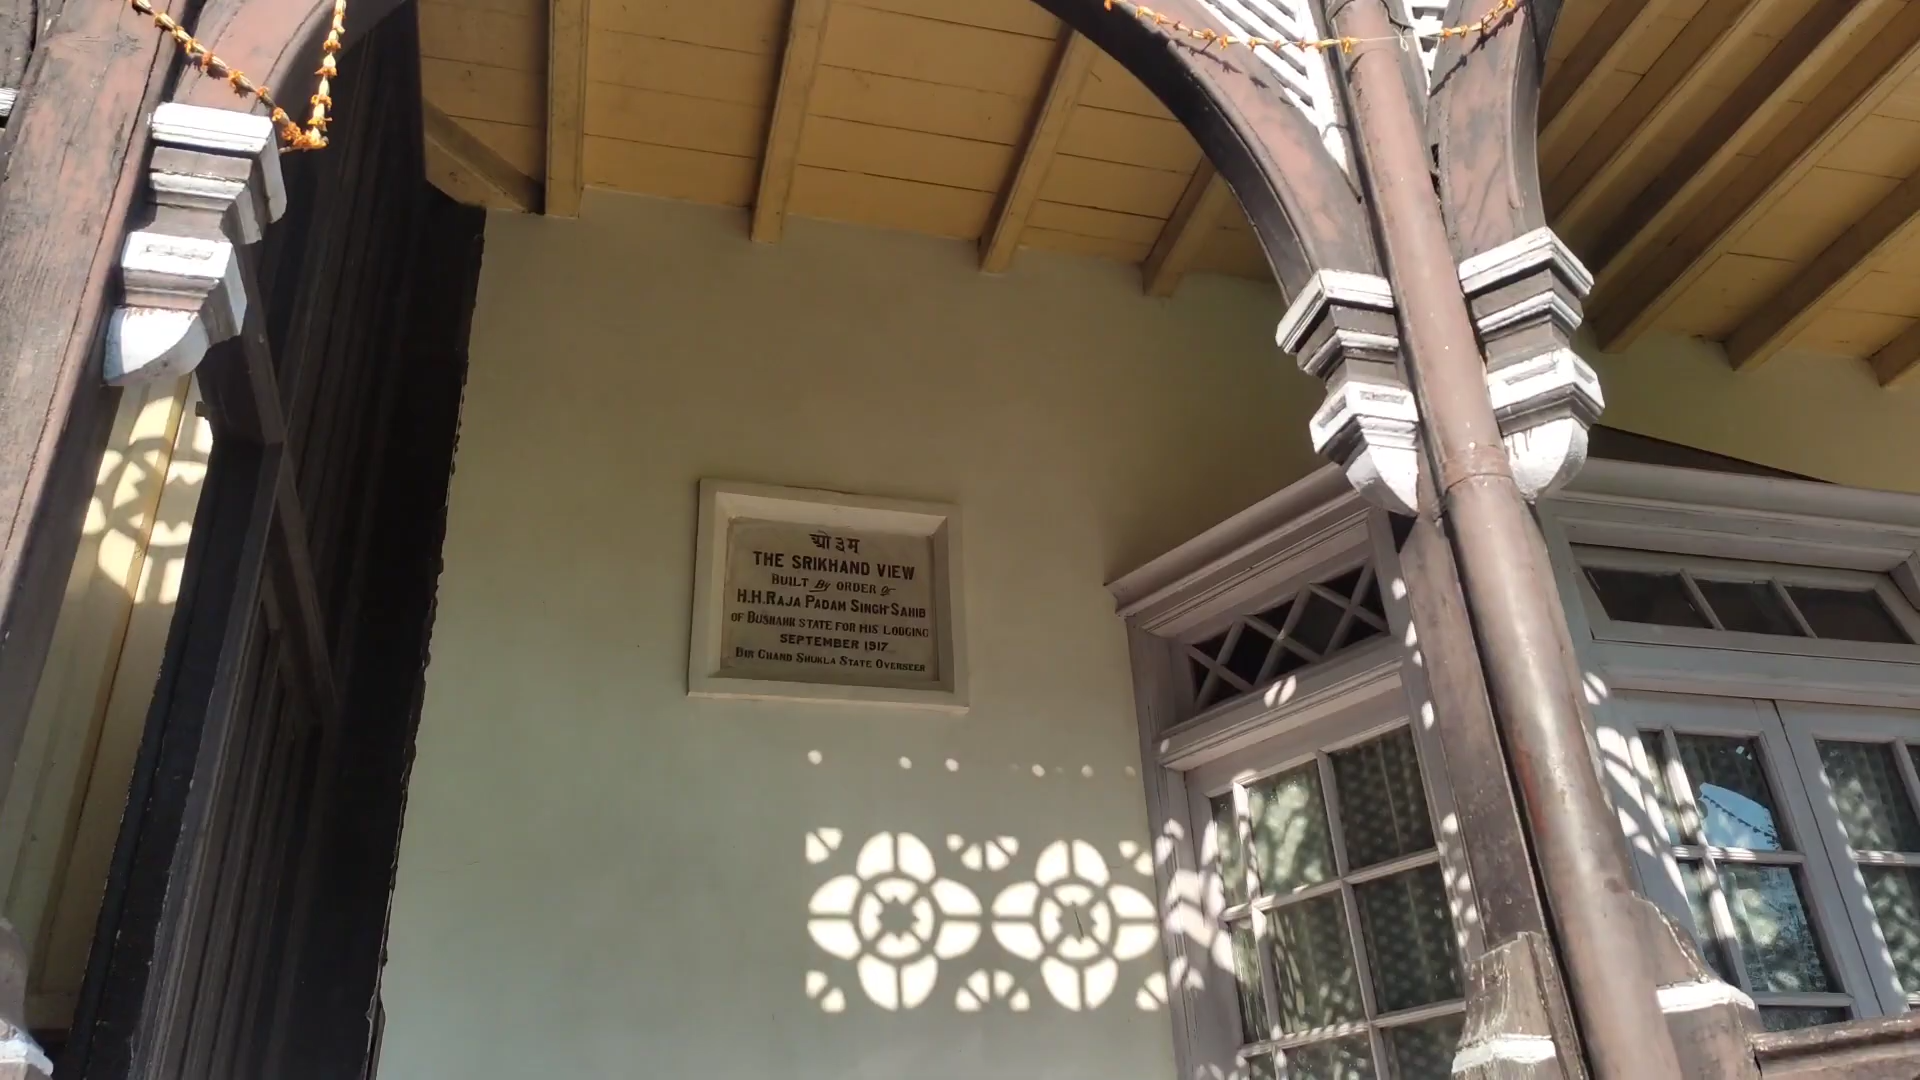 ओ३म्
THE SRIKHAND VIEW
BUILT By ORDER OF
H.H. RAJA PADAM SINGH SAHIB
OF BUSHAHR STATE FOR HIS LODGING
SEPTEMBER 1917
BIR CHAND SHUKLA STATE OVERSEER